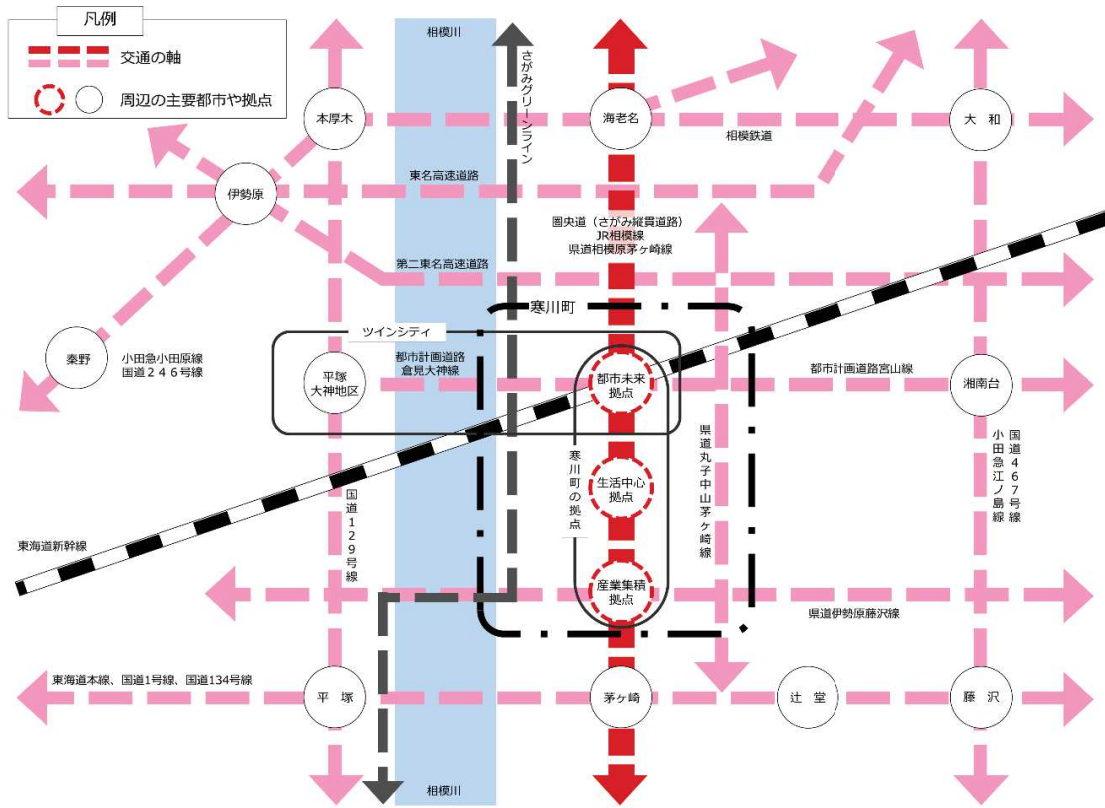 凡例
交通の軸
周辺の主要都市や拠点
相模川
さがみグリーンライン
本厚木
海老名
大 和
相模鉄道
伊勢原
東名高速道路
圏央道（さがみ縦貫道路）
JR相模線
県道相模原茅ヶ崎線
第二東名高速道路
寒川町
ツインシティ
秦野
小田急小田原線
国道２４６号線
平塚
大神地区
都市計画道路
倉見大神線
都市未来
拠点
都市計画道路宮山線
湘南台
県道丸子中山茅ヶ崎線
国道４６７号線
小田急江ノ島線
生活中心
拠点
寒川町の拠点
国道１２９号線
東海道新幹線
産業集積
拠点
県道伊勢原藤沢線
東海道本線、国道1号線、国道134号線
平 塚
茅ヶ崎
辻 堂
藤 沢
相模川